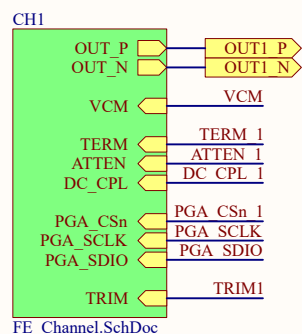 CH1
OUT_P OUT1_P
OUT_N OUT1_N
VCM VCM
TERM TERM_1
ATTEN ATTEN_1
DC_CPL DC_CPL_1
PGA_CSn PGA_CSn_1
PGA_SCLK PGA_SCLK
PGA_SDIO PGA_SDIO
TRIM TRIM1
FE_Channel.SchDoc